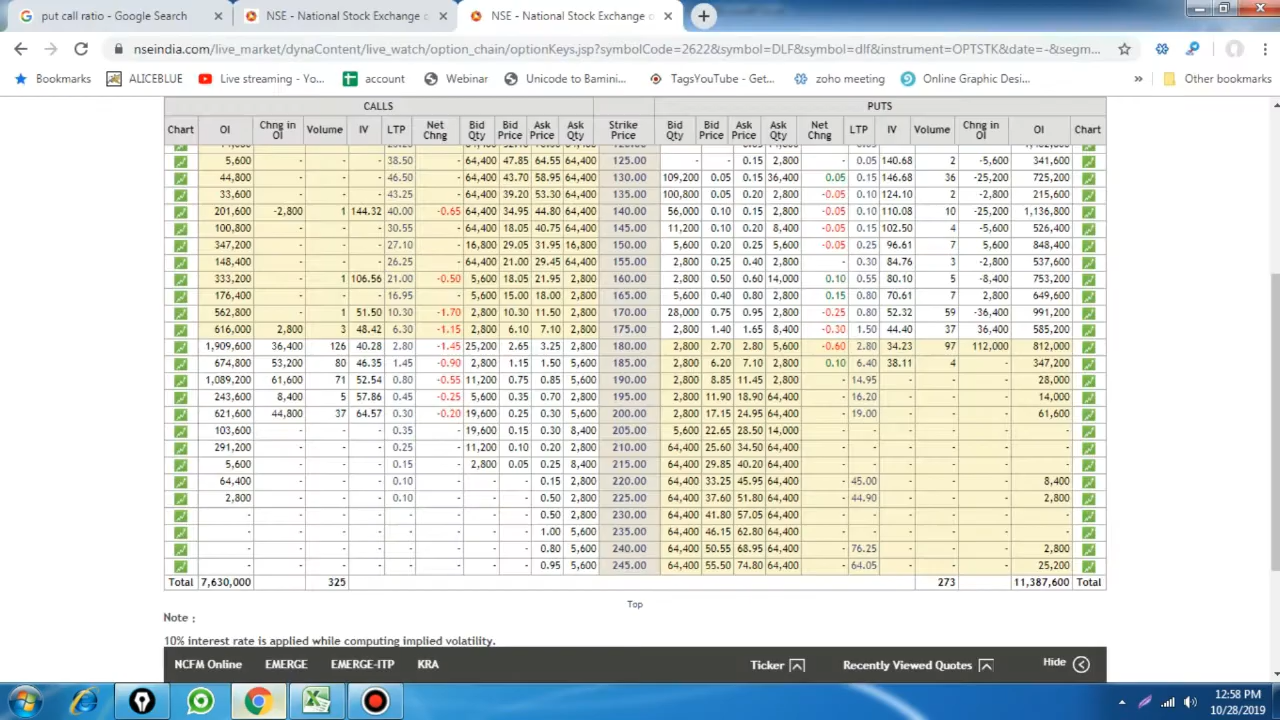 put call ratio - Google Search
NSE - National Stock Exchange o
NSE - National Stock Exchange o
nseindia.com/live_market/dynaContent/live_watch/option_chain/optionKeys.jsp?symbolCode=2622&symbol=DLF&symbol=dlf&instrument=OPTSTK&date=-&segm...
Bookmarks ALICEBLUE Live streaming - Yo... account Webinar Unicode to Bamini... TagsYouTube - Get... zoho meeting Online Graphic Desi... » Other bookmarks
CALLS PUTS
Chart OI Chng in OI Volume IV LTP Net Chng Bid Qty Bid Price Ask Price Ask Qty Strike Price Bid Qty Bid Price Ask Price Ask Qty Net Chng LTP IV Volume Chng in OI OI Chart
5,600 - - - 38.50 - 64,400 47.85 64.55 64,400 125.00 - - 0.15 2,800 - 0.05 140.68 2 -5,600 341,600
44,800 - - - 46.50 - 64,400 43.70 58.95 64,400 130.00 109,200 0.05 0.15 36,400 0.05 0.15 146.68 36 -25,200 725,200
33,600 - - - 43.25 - 64,400 39.20 53.30 64,400 135.00 100,800 0.05 0.20 2,800 -0.05 0.10 124.10 2 -2,800 215,600
201,600 -2,800 1 144.32 40.00 -0.65 64,400 34.95 44.80 64,400 140.00 56,000 0.10 0.15 2,800 -0.05 0.10 110.08 10 -25,200 1,136,800
100,800 - - - 30.55 - 64,400 18.05 40.75 64,400 145.00 11,200 0.10 0.20 8,400 -0.05 0.15 102.50 4 -5,600 526,400
347,200 - - - 27.10 - 16,800 29.05 31.95 16,800 150.00 5,600 0.20 0.25 5,600 -0.05 0.25 96.61 7 5,600 848,400
148,400 - - - 26.25 - 64,400 21.00 29.45 64,400 155.00 2,800 0.25 0.40 2,800 - 0.30 84.76 3 -2,800 537,600
333,200 - 1 106.56 21.00 -0.50 5,600 18.05 21.95 2,800 160.00 2,800 0.50 0.60 14,000 0.10 0.55 80.10 5 -8,400 753,200
176,400 - - - 16.95 - 5,600 15.00 18.00 2,800 165.00 5,600 0.40 0.80 2,800 0.15 0.80 70.61 7 2,800 649,600
562,800 - 1 51.50 10.30 -1.70 2,800 10.30 11.50 2,800 170.00 28,000 0.75 0.95 2,800 -0.25 0.80 52.32 59 -36,400 991,200
616,000 2,800 3 48.42 6.30 -1.15 2,800 6.10 7.10 2,800 175.00 2,800 1.40 1.65 8,400 -0.30 1.50 44.40 37 36,400 585,200
1,909,600 36,400 126 40.28 2.80 -1.45 25,200 2.65 3.25 2,800 180.00 2,800 2.70 2.80 5,600 -0.60 2.80 34.23 97 112,000 812,000
674,800 53,200 80 46.35 1.45 -0.90 2,800 1.15 1.50 5,600 185.00 2,800 6.20 7.10 2,800 0.10 6.40 38.11 4 - 347,200
1,089,200 61,600 71 52.54 0.80 -0.55 11,200 0.75 0.85 5,600 190.00 2,800 8.85 11.45 2,800 - 14.95 - - - 28,000
243,600 8,400 5 57.86 0.45 -0.25 5,600 0.35 0.70 2,800 195.00 2,800 11.90 18.90 64,400 - 16.20 - - - 14,000
621,600 44,800 37 64.57 0.30 -0.20 19,600 0.25 0.30 5,600 200.00 2,800 17.15 24.95 64,400 - 19.00 - - - 61,600
103,600 - - - 0.35 - 19,600 0.15 0.30 8,400 205.00 5,600 22.65 28.50 14,000 - - - - - -
291,200 - - - 0.25 - 11,200 0.10 0.20 2,800 210.00 64,400 25.60 34.50 64,400 - - - - - -
5,600 - - - 0.15 - 2,800 0.05 0.25 8,400 215.00 64,400 29.85 40.20 64,400 - - - - - -
64,400 - - - 0.10 - - - 0.15 2,800 220.00 64,400 33.25 45.95 64,400 - 45.00 - - - 8,400
2,800 - - - 0.10 - - - 0.50 2,800 225.00 64,400 37.60 51.80 64,400 - 44.90 - - - 2,800
- - - - - - - - 0.50 2,800 230.00 64,400 41.80 57.05 64,400 - - - - - -
- - - - - - - - 1.00 5,600 235.00 64,400 46.15 62.80 64,400 - - - - - -
- - - - - - - - 0.80 5,600 240.00 64,400 50.55 68.95 64,400 - 76.25 - - - 2,800
- - - - - - - - 0.95 5,600 245.00 64,400 55.50 74.80 64,400 - 64.05 - - - 25,200
Total 7,630,000 325 273 11,387,600 Total
Top
Note :
10% interest rate is applied while computing implied volatility.
NCFM Online EMERGE EMERGE-ITP KRA Ticker Recently Viewed Quotes Hide
12:58 PM
10/28/2019